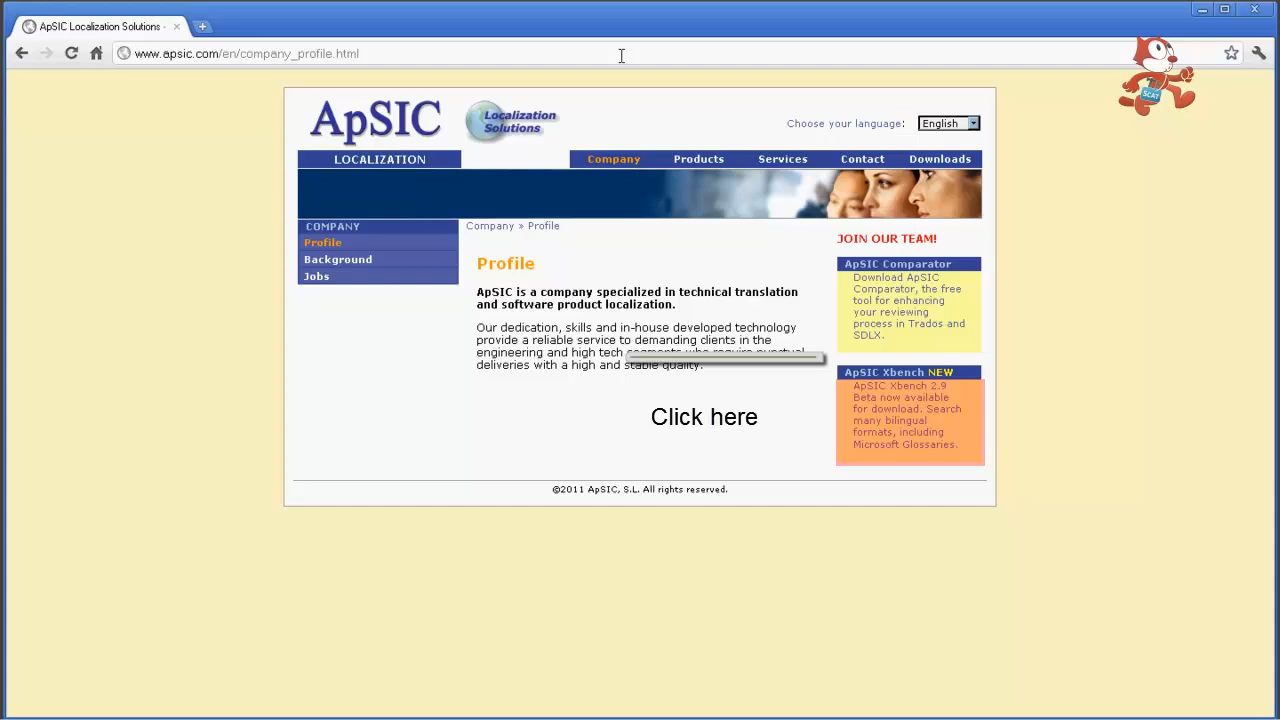 ApSIC Localization Solutions -
www.apsic.com/en/company_profile.html
SCAT
ApSIC
Localization
Solutions
Choose your language: English
LOCALIZATION
Company Products Services Contact Downloads
COMPANY
Profile
Background
Jobs
Company » Profile
Profile
ApSIC is a company specialized in technical translation
and software product localization.
Our dedication, skills and in-house developed technology
provide a reliable service to demanding clients in the
engineering and high tech segments who require punctual
deliveries with a high and stable quality.
Click here
JOIN OUR TEAM!
ApSIC Comparator
Download ApSIC
Comparator, the free
tool for enhancing
your reviewing
process in Trados and
SDLX.
ApSIC Xbench NEW
ApSIC Xbench 2.9
Beta now available
for download. Search
many bilingual
formats, including
Microsoft Glossaries.
©2011 ApSIC, S.L. All rights reserved.